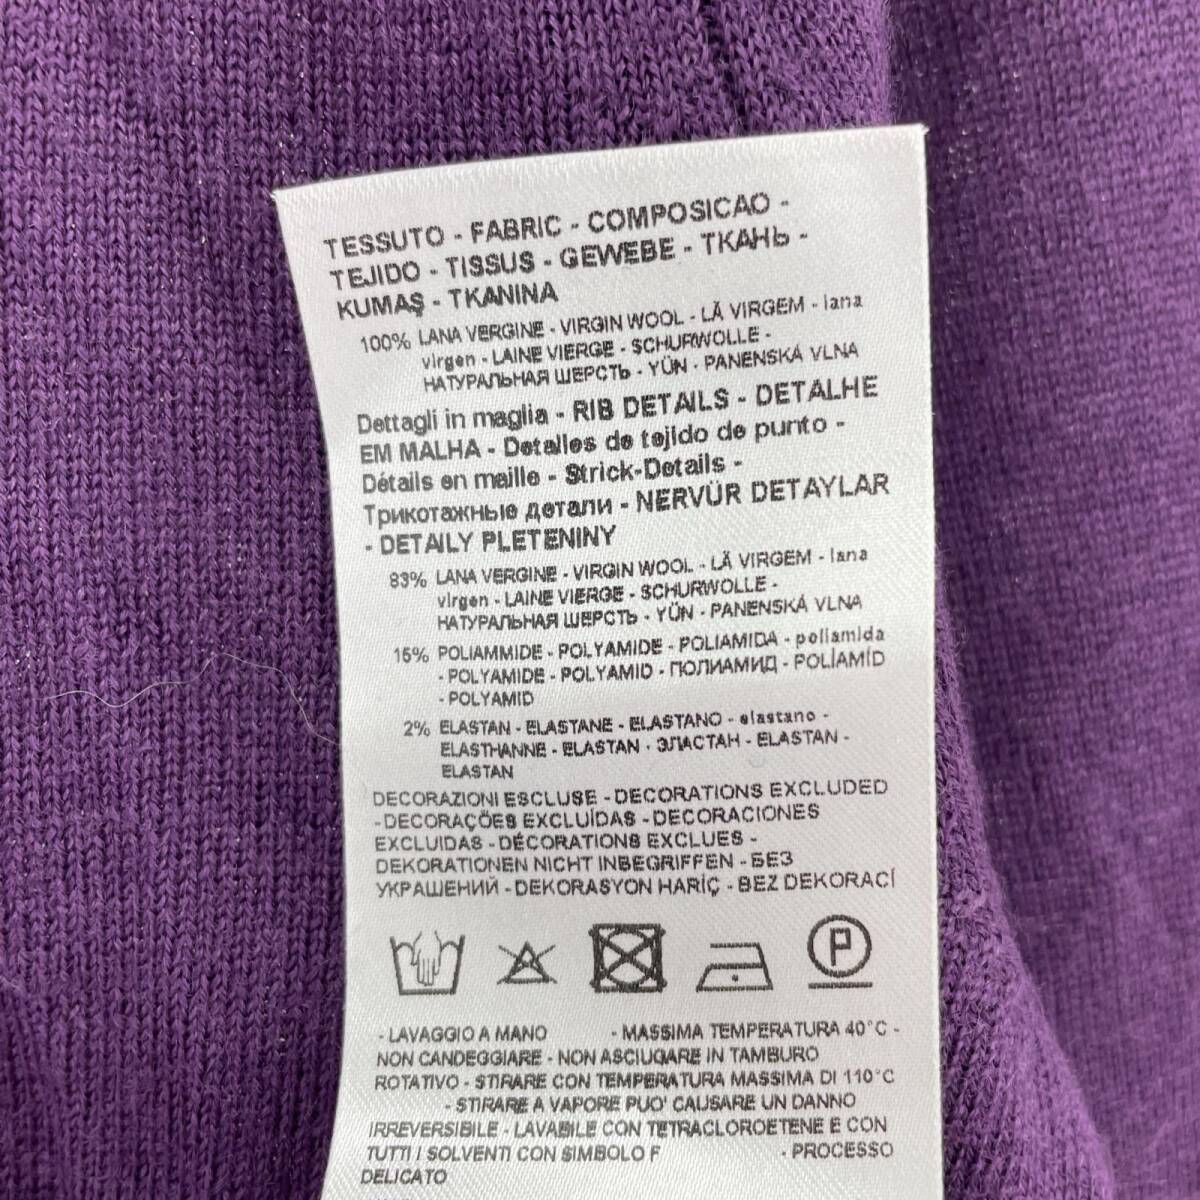 TESSUTO - FABRIC - COMPOSICAO -
TEJIDO - TISSUS - GEWEBE - ТКАНЬ -
KUMAŞ - TKANINA
100% LANA VERGINE - VIRGIN WOOL - LÃ VIRGEM - lana
virgen - LAINE VIERGE - SCHURWOLLE -
НАТУРАЛЬНАЯ ШЕРСТЬ - YÜN - PANENSKÁ VLNA
Dettagli in maglia - RIB DETAILS - DETALHE
EM MALHA - Detalles de tejido de punto -
Détails en maille - Strick-Details -
Трикотажные детали - NERVÜR DETAYLAR
- DETAILY PLETENINY
83% LANA VERGINE - VIRGIN WOOL - LÃ VIRGEM - lana
virgen - LAINE VIERGE - SCHURWOLLE -
НАТУРАЛЬНАЯ ШЕРСТЬ - YÜN - PANENSKÁ VLNA
15% POLIAMMIDE - POLYAMIDE - POLIAMIDA - poliamida
- POLYAMIDE - POLYAMID - ПОЛИАМИД - POLİAMİD
- POLYAMID
2% ELASTAN - ELASTANE - ELASTANO - elastano -
ELASTHANNE - ELASTAN - ЭЛАСТАН - ELASTAN -
ELASTAN
DECORAZIONI ESCLUSE - DECORATIONS EXCLUDED
- DECORAÇÕES EXCLUÍDAS - DECORACIONES
EXCLUIDAS - DÉCORATIONS EXCLUES -
DEKORATIONEN NICHT INBEGRIFFEN - БЕЗ
УКРАШЕНИЙ - DEKORASYON HARİÇ - BEZ DEKORACÍ
P
- LAVAGGIO A MANO - MASSIMA TEMPERATURA 40°C -
NON CANDEGGIARE - NON ASCIUGARE IN TAMBURO
ROTATIVO - STIRARE CON TEMPERATURA MASSIMA DI 110°C
- STIRARE A VAPORE PUO' CAUSARE UN DANNO
IRREVERSIBILE - LAVABILE CON TETRACLOROETENE E CON
TUTTI I SOLVENTI CON SIMBOLO F - PROCESSO
DELICATO